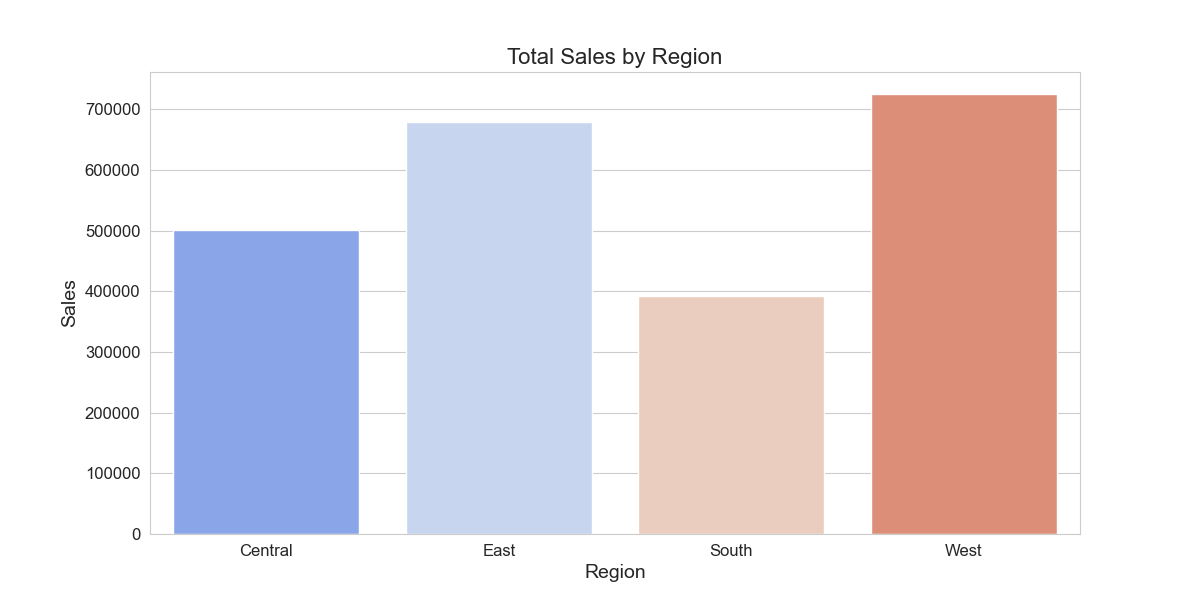 Total Sales by Region
Sales
700000
600000
500000
400000
300000
200000
100000
0
Central East South West
Region